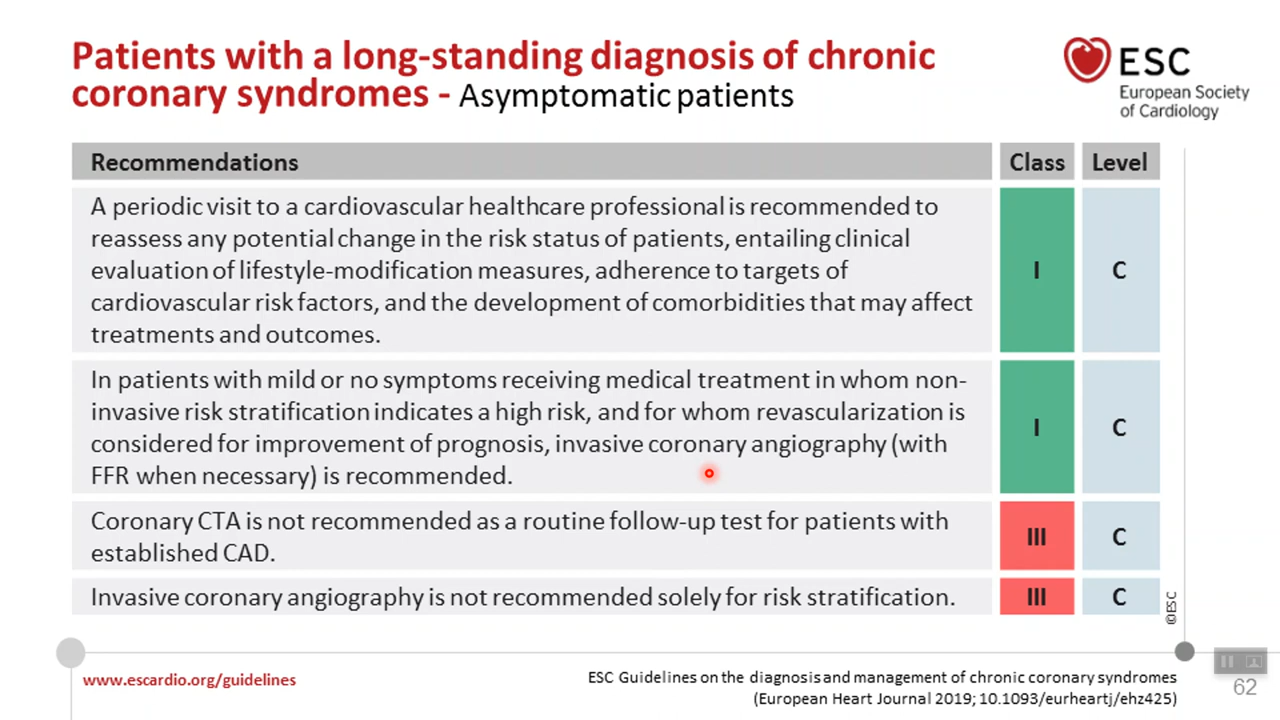 Patients with a long-standing diagnosis of chronic
coronary syndromes - Asymptomatic patients
ESC
European Society
of Cardiology
Recommendations Class Level
A periodic visit to a cardiovascular healthcare professional is recommended to
reassess any potential change in the risk status of patients, entailing clinical
evaluation of lifestyle-modification measures, adherence to targets of
cardiovascular risk factors, and the development of comorbidities that may affect
treatments and outcomes.
I C
In patients with mild or no symptoms receiving medical treatment in whom non-
invasive risk stratification indicates a high risk, and for whom revascularization is
considered for improvement of prognosis, invasive coronary angiography (with
FFR when necessary) is recommended.
I C
Coronary CTA is not recommended as a routine follow-up test for patients with
established CAD.
III C
Invasive coronary angiography is not recommended solely for risk stratification. III C
©ESC
www.escardio.org/guidelines
ESC Guidelines on the diagnosis and management of chronic coronary syndromes
(European Heart Journal 2019; 10.1093/eurheartj/ehz425)
62